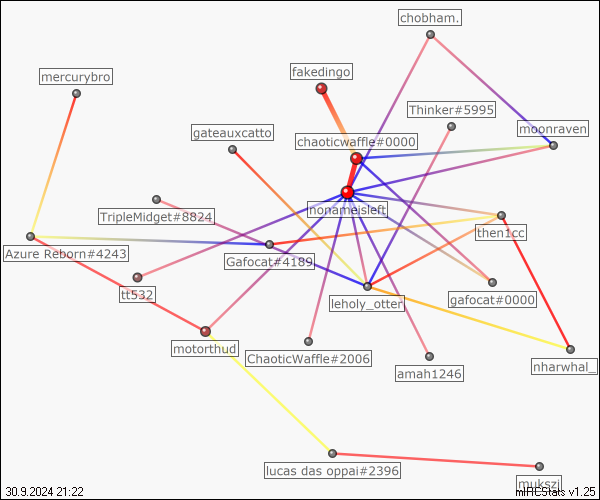 chobham.
fakedingo
mercurybro
Thinker#5995
gateauxcatto
chaoticwaffle#0000
moonraven
nonameisleft
TripleMidget#8824
then1cc
Azure Reborn#4243
Gafocat#4189
tt532
leholy_otter
gafocat#0000
motorthud
ChaoticWaffle#2006
amah1246
nharwhal_
lucas das oppai#2396
mukszi
30.9.2024 21:22
mIRCStats v1.25